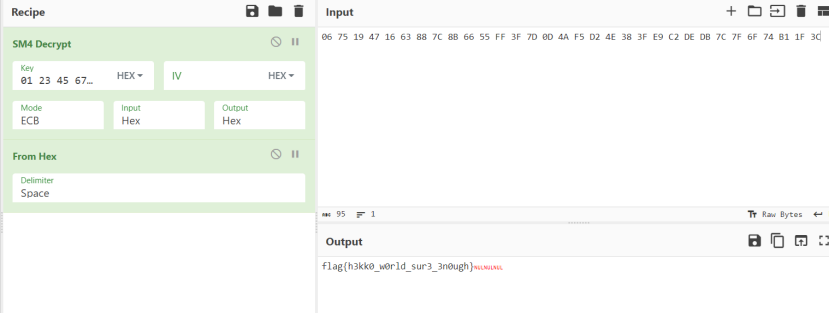 Recipe
Input
SM4 Decrypt
Key
01 23 45 67…
HEX
IV
HEX
Mode
ECB
Input
Hex
Output
Hex
From Hex
Delimiter
Space
06 75 19 47 16 63 88 7C 8B 66 55 FF 3F 7D 0D 4A F5 D2 4E 38 3F E9 C2 DE DB 7C 7F 6F 74 B1 1F 3C
ABC 95
1
Tт Raw Bytes
Output
flag{h3kk0_w0rld_sur3_3n0ugh}NULNULNUL